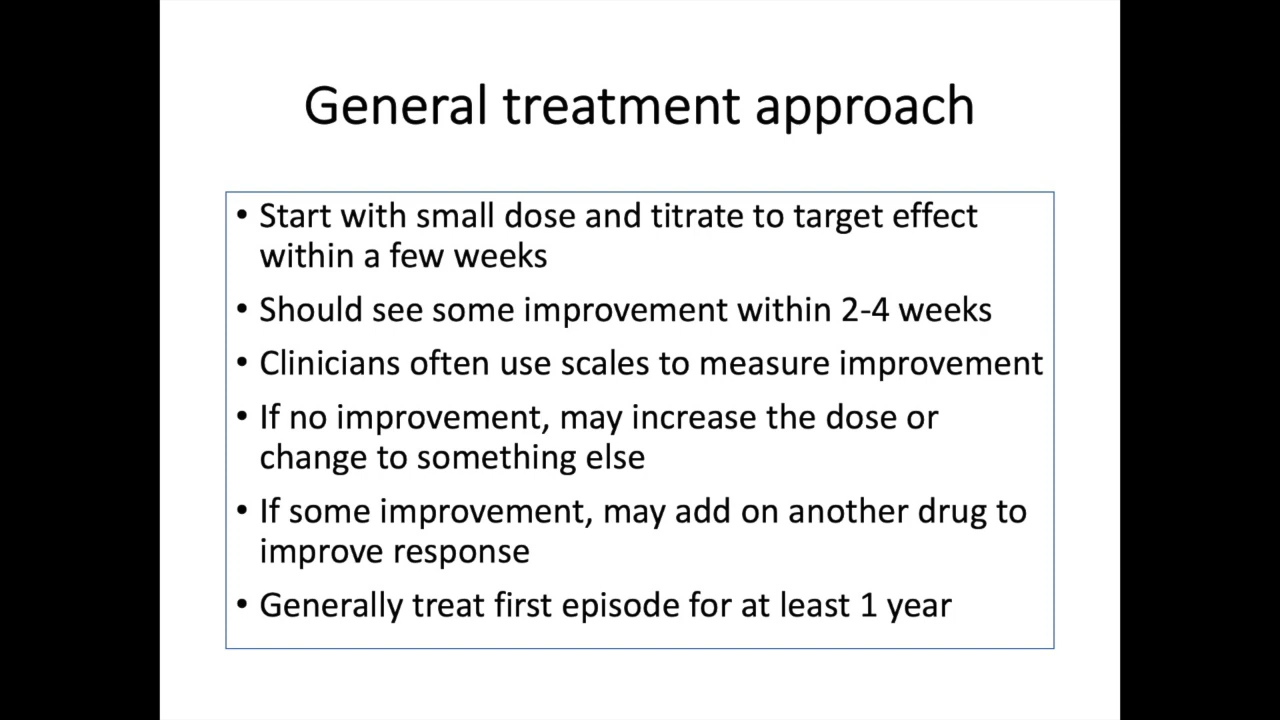 General treatment approach
• Start with small dose and titrate to target effect
within a few weeks
• Should see some improvement within 2-4 weeks
• Clinicians often use scales to measure improvement
• If no improvement, may increase the dose or
change to something else
• If some improvement, may add on another drug to
improve response
• Generally treat first episode for at least 1 year